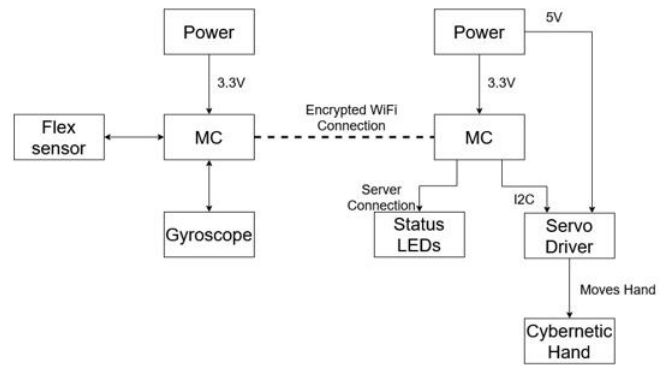 Power
Power
5V
3.3V
3.3V
Encrypted WiFi
Connection
Flex
sensor
MC
MC
Server
Connection
I2C
Gyroscope
Status
LEDs
Servo
Driver
Moves Hand
Cybernetic
Hand